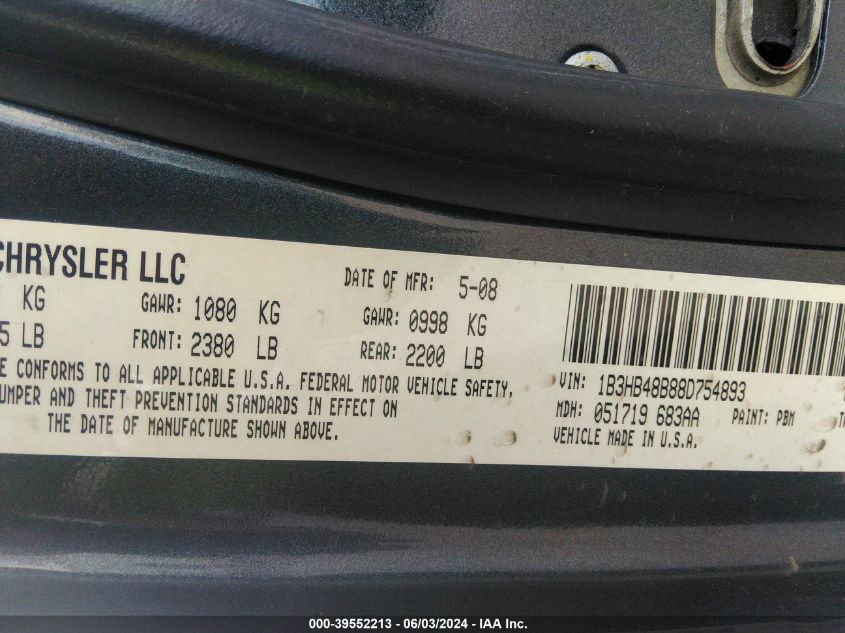 CHRYSLER LLC
DATE OF MFR: 5-08
KG GAWR: 1080 KG GAWR: 0998 KG
5 LB FRONT: 2380 LB REAR: 2200 LB
E CONFORMS TO ALL APPLICABLE U.S.A. FEDERAL MOTOR VEHICLE SAFETY,
UMPER AND THEFT PREVENTION STANDARDS IN EFFECT ON
THE DATE OF MANUFACTURE SHOWN ABOVE.
VIN: 1B3HB48B88D754893
MDH: 051719 683AA PAINT: PBM
VEHICLE MADE IN U.S.A.
000-39552213 - 06/03/2024 - IAA Inc.